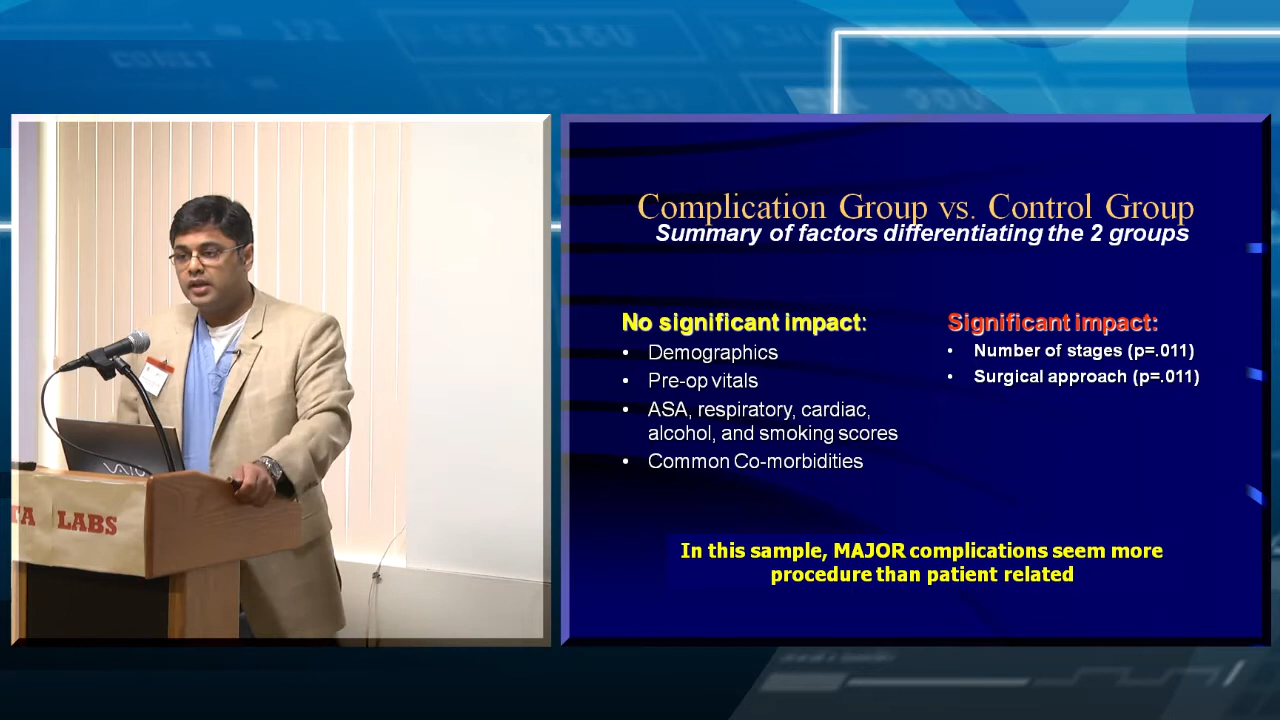 Complication Group vs. Control Group
Summary of factors differentiating the 2 groups
No significant impact:
• Demographics
• Pre-op vitals
• ASA, respiratory, cardiac,
alcohol, and smoking scores
• Common Co-morbidities
Significant impact:
• Number of stages (p=.011)
• Surgical approach (p=.011)
In this sample, MAJOR complications seem more
procedure than patient related
VAIO
LABS